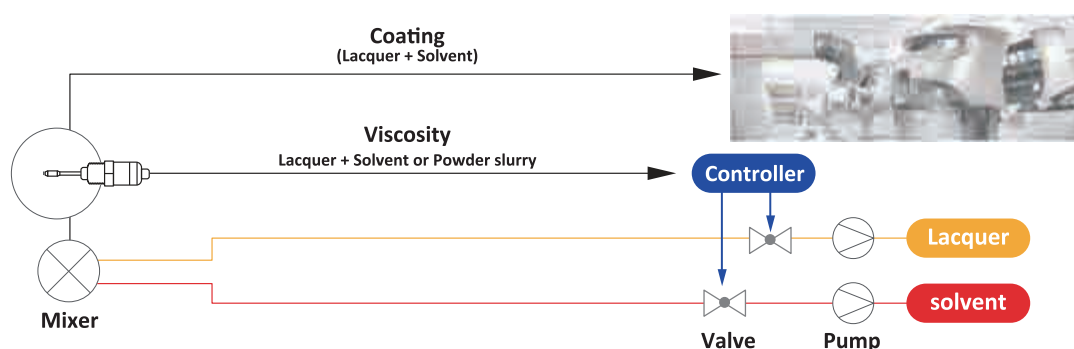 Coating
(Lacquer + Solvent)
Viscosity
Lacquer + Solvent or Powder slurry
Controller
Lacquer
solvent
Mixer
Valve
Pump